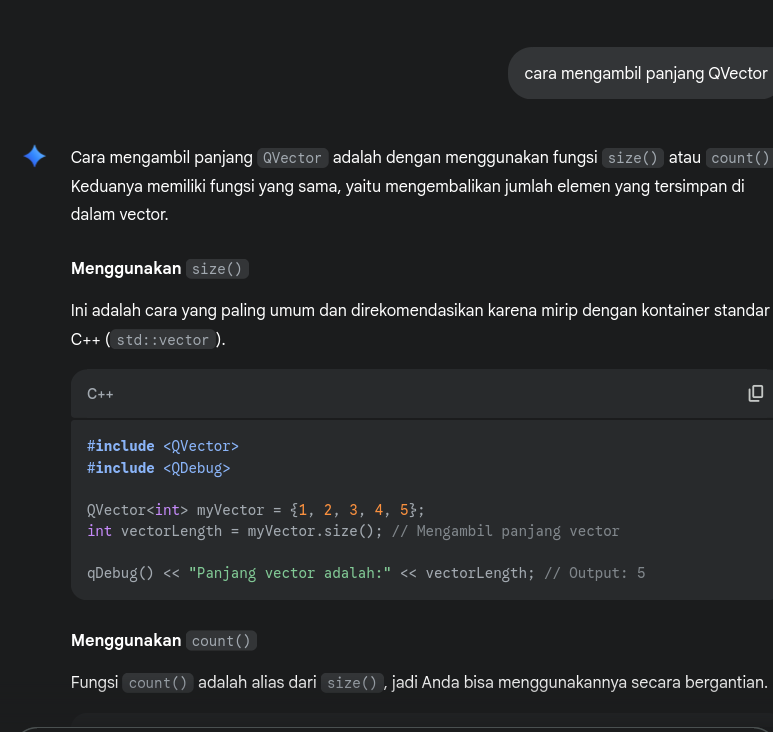 cara mengambil panjang QVector
Cara mengambil panjang QVector adalah dengan menggunakan fungsi size() atau count()
Keduanya memiliki fungsi yang sama, yaitu mengembalikan jumlah elemen yang tersimpan di
dalam vector.
Menggunakan size()
Ini adalah cara yang paling umum dan direkomendasikan karena mirip dengan kontainer standar
C++ (std::vector).
C++
#include <QVector>
#include <QDebug>
QVector<int> myVector = {1, 2, 3, 4, 5};
int vectorLength = myVector.size(); // Mengambil panjang vector
qDebug() << "Panjang vector adalah:" << vectorLength; // Output: 5
Menggunakan count()
Fungsi count() adalah alias dari size(), jadi Anda bisa menggunakannya secara bergantian.